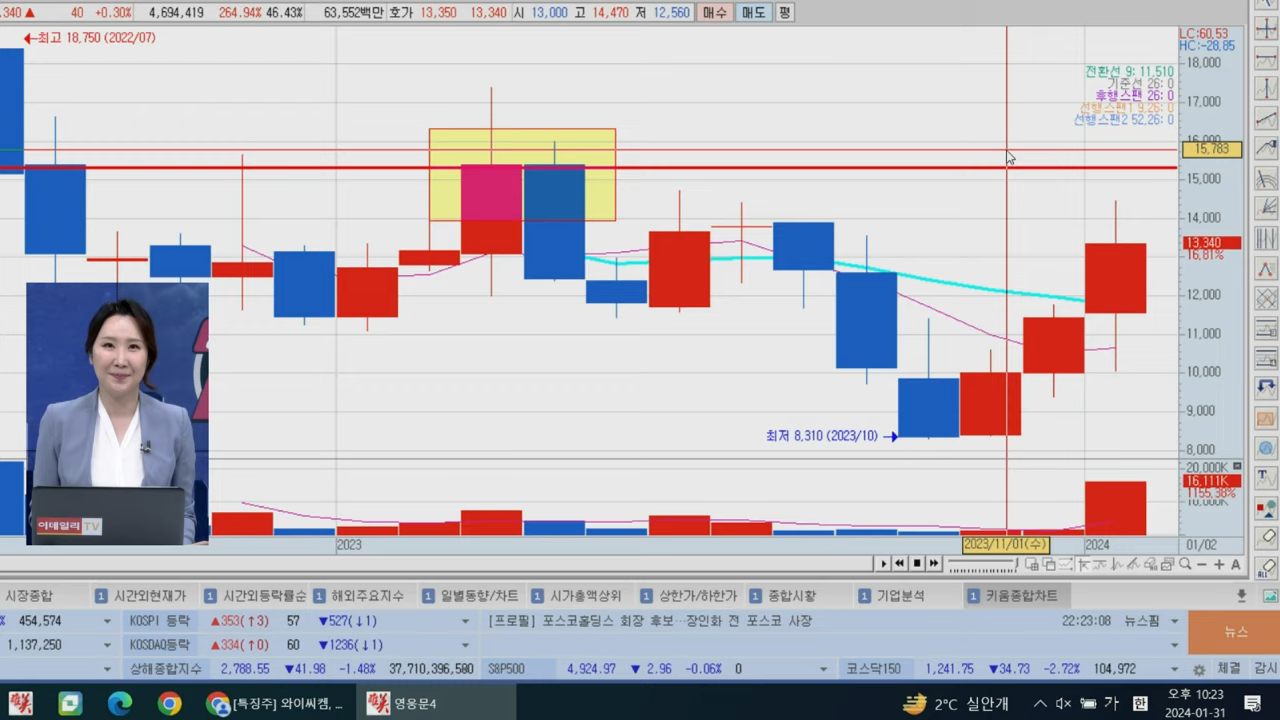 340 ▲ 40 +0.30% 4,694,419 264.94% 46.43% 63,552백만 호가 13,350 13,340 시 13,000 고 14,470 저 12,560 매수 매도 평
최고 18,750 (2022/07)
LC:60,53
HC:-28,85
18,000
전환선 9: 11,510
기준선 26: 0
후행스팬 26: 0
선행스팬1 9,26: 0
선행스팬2 52,26: 0
17,000
16,000
15,783
15,000
14,000
13,340
16,81%
12,000
11,000
10,000
9,000
최저 8,310 (2023/10)
8,000
20,000K
16,111K
1155,38%
10,000K
이데일리 TV
2023
2023/11/01(수)
2024
01/02
A
시장종합 1 시간외현재가 1 시간외등락률순 1 해외주요지수 1 일별동향/차트 1 시가총액상위 1 상한가/하한가 1 종합시황 1 기업분석 1 키움종합차트
454,574 KOSPI 등락 ▲353(↑3) 57 ▼527(↓1) [프로필] 포스코홀딩스 회장 후보…장인화 전 포스코 사장 22:23:08 뉴스핌
뉴스
1,137,250 KOSDAQ등락 ▲334(↑0) 60 ▼1236(↓1)
상해종합지수 2,788.55 ▼41.98 -1.48% 37,710,396,580 S&P500 4,924.97 ▼ 2.96 -0.06% 0 코스닥150 1,241.75 ▼34.73 -2.72% 104,972 체결 감시
[특징주] 와이씨켐, ... 영웅문4 2°C 실안개 가 한 오후 10:23
2024-01-31